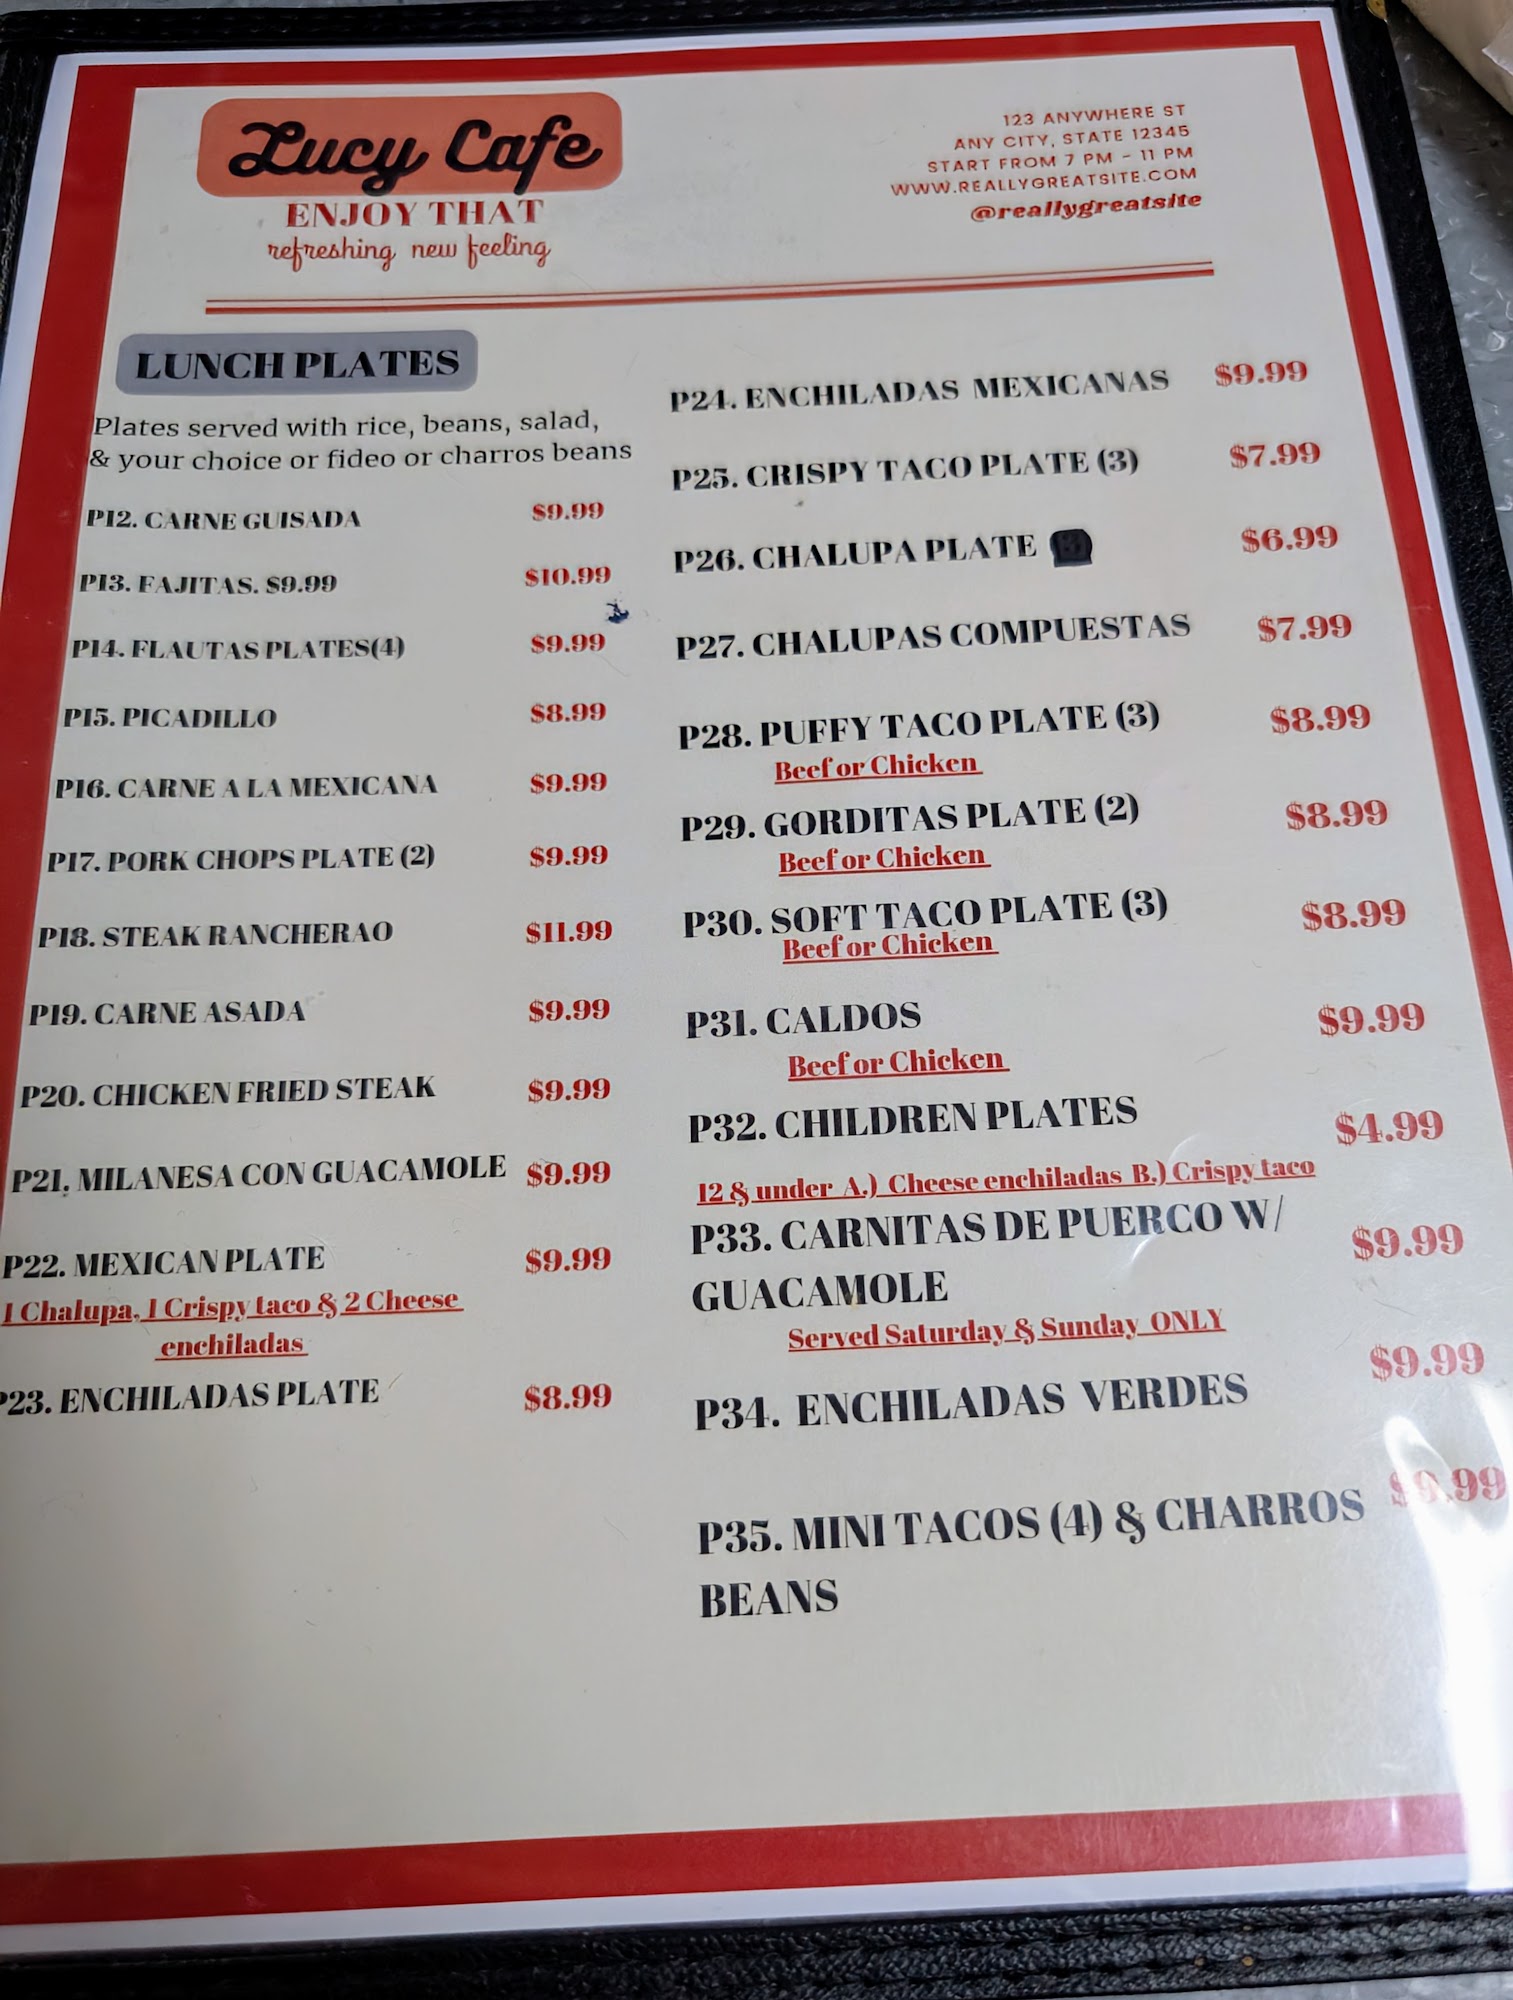 Lucy Cafe
ENJOY THAT
refreshing new feeling
123 ANYWHERE ST
ANY CITY, STATE 12345
START FROM 7 PM - 11 PM
WWW.REALLYGREATSITE.COM
@reallygreatsite
LUNCH PLATES
Plates served with rice, beans, salad,
& your choice or fideo or charros beans
P12. CARNE GUISADA $9.99
P13. FAJITAS. $9.99 $10.99
P14. FLAUTAS PLATES(4) $9.99
P15. PICADILLO $8.99
P16. CARNE A LA MEXICANA $9.99
P17. PORK CHOPS PLATE (2) $9.99
P18. STEAK RANCHERAO $11.99
P19. CARNE ASADA $9.99
P20. CHICKEN FRIED STEAK $9.99
P21. MILANESA CON GUACAMOLE $9.99
P22. MEXICAN PLATE $9.99
1 Chalupa, 1 Crispy taco & 2 Cheese
enchiladas
P23. ENCHILADAS PLATE $8.99
P24. ENCHILADAS MEXICANAS $9.99
P25. CRISPY TACO PLATE (3) $7.99
P26. CHALUPA PLATE $6.99
P27. CHALUPAS COMPUESTAS $7.99
P28. PUFFY TACO PLATE (3) $8.99
Beef or Chicken
P29. GORDITAS PLATE (2) $8.99
Beef or Chicken
P30. SOFT TACO PLATE (3) $8.99
Beef or Chicken
P31. CALDOS $9.99
Beef or Chicken
P32. CHILDREN PLATES $4.99
12 & under A.) Cheese enchiladas B.) Crispy taco
P33. CARNITAS DE PUERCO W/ $9.99
GUACAMOLE
Served Saturday & Sunday ONLY
P34. ENCHILADAS VERDES $9.99
P35. MINI TACOS (4) & CHARROS $9.99
BEANS